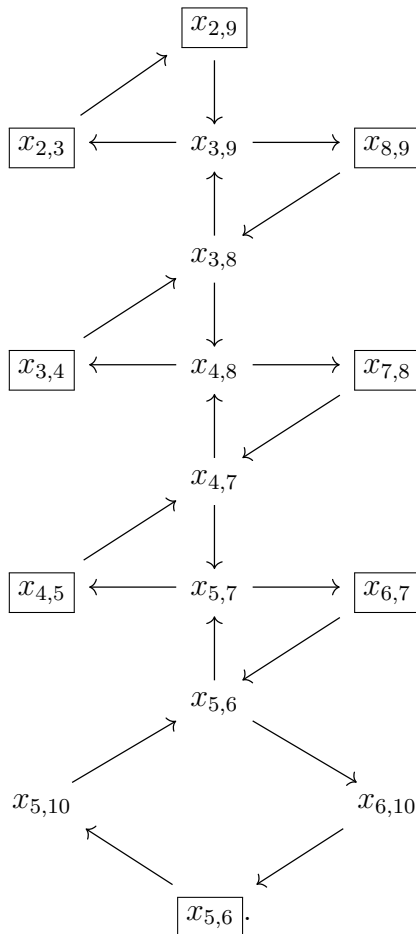 x_{2,9}
x_{2,3} x_{3,9} x_{8,9}
x_{3,8}
x_{3,4} x_{4,8} x_{7,8}
x_{4,7}
x_{4,5} x_{5,7} x_{6,7}
x_{5,6}
x_{5,10} x_{6,10}
x_{5,6}.